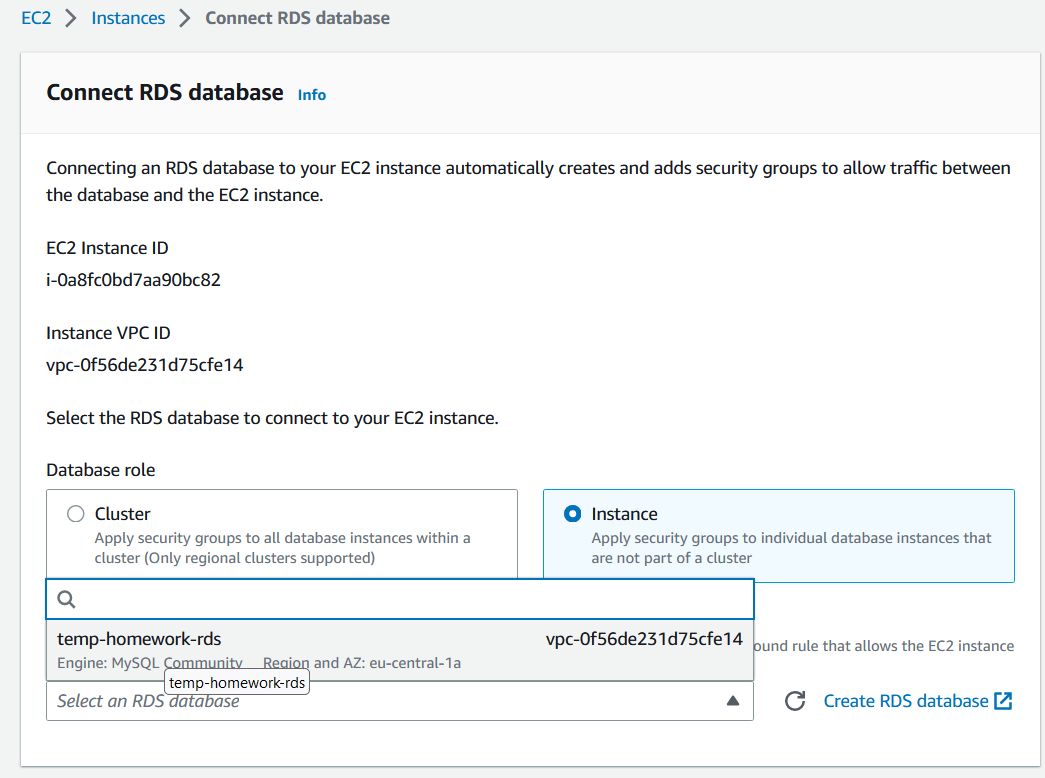 EC2 > Instances > Connect RDS database
Connect RDS database Info
Connecting an RDS database to your EC2 instance automatically creates and adds security groups to allow traffic between
the database and the EC2 instance.
EC2 Instance ID
i-0a8fc0bd7aa90bc82
Instance VPC ID
vpc-0f56de231d75cfe14
Select the RDS database to connect to your EC2 instance.
Database role
Cluster
Apply security groups to all database instances within a
cluster (Only regional clusters supported)
Instance
Apply security groups to individual database instances that
are not part of a cluster
temp-homework-rds vpc-0f56de231d75cfe14
Engine: MySQL Community Region and AZ: eu-central-1a
rule that allows the EC2 instance
temp-homework-rds
Select an RDS database
Create RDS database